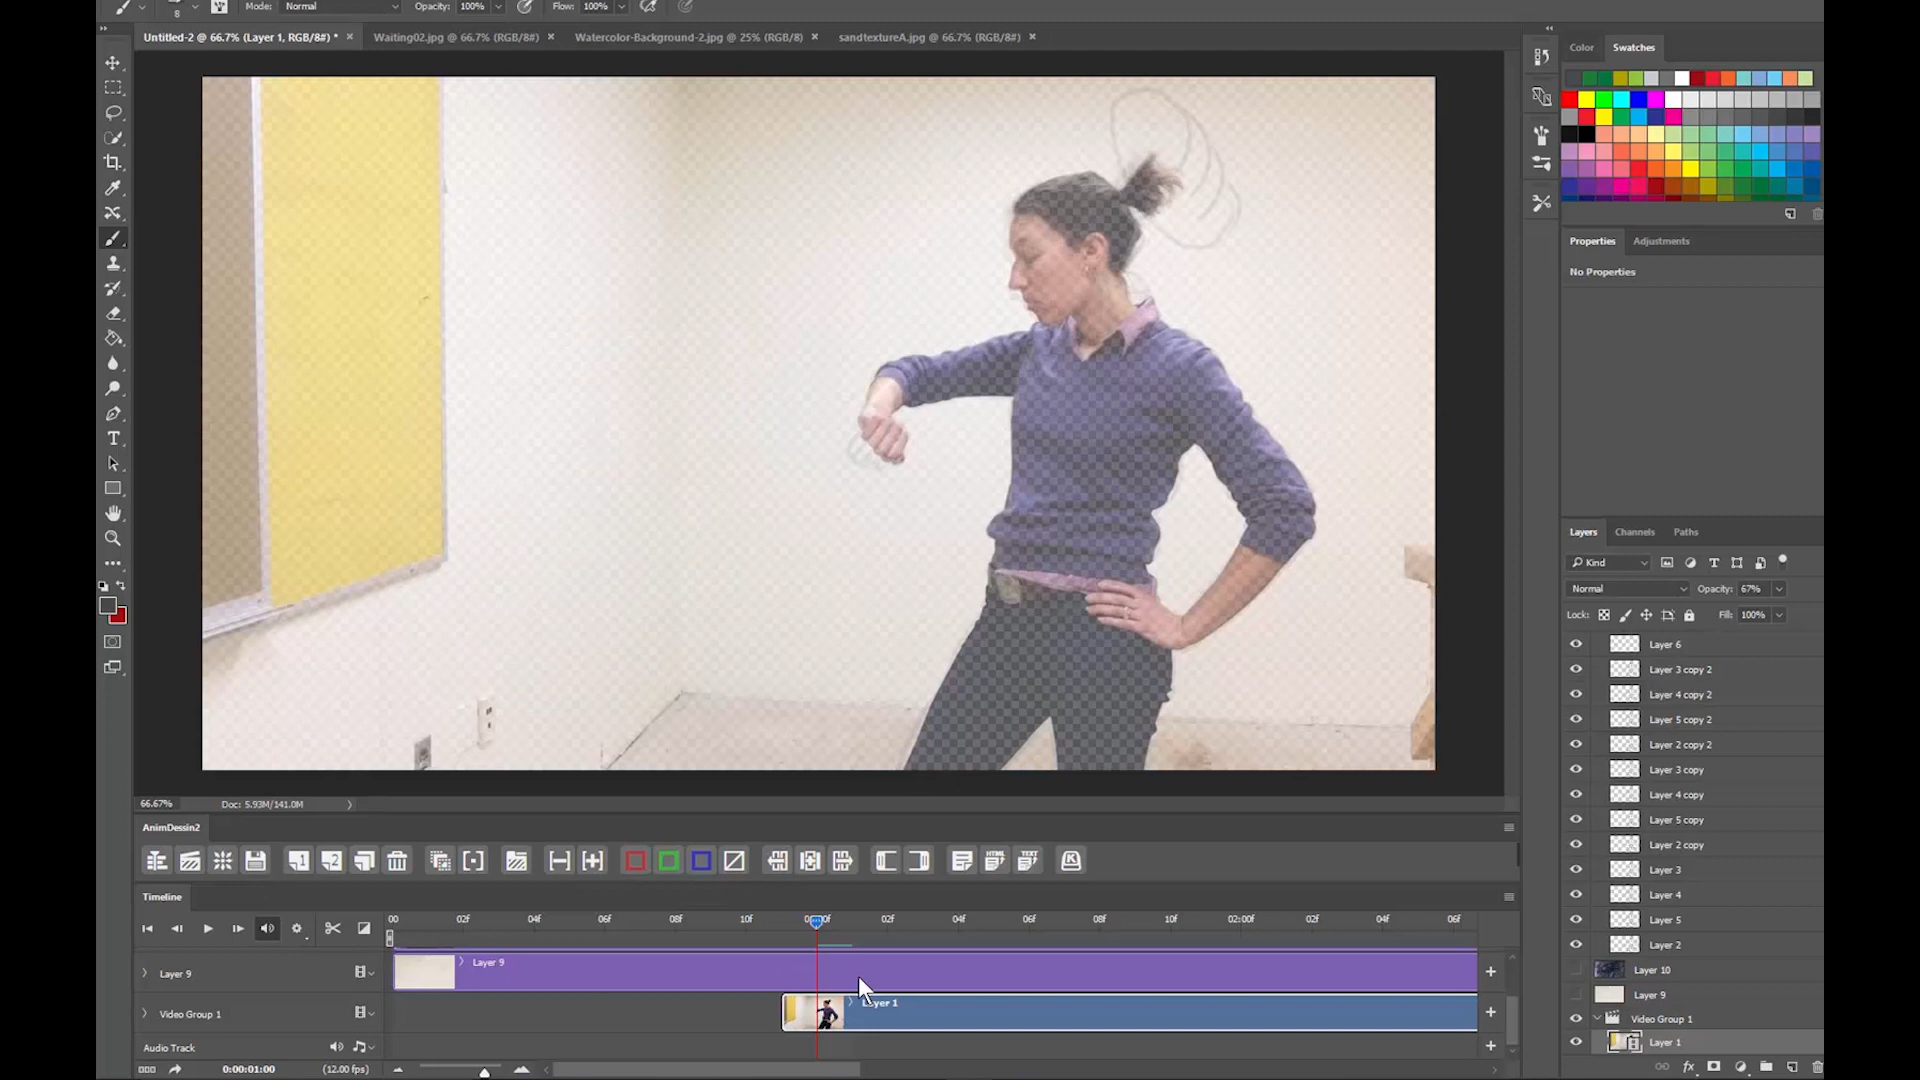 8 Mode: Normal Opacity: 100% Flow: 100%
Untitled-2 @ 66.7% (Layer 1, RGB/8#) * × Waiting02.jpg @ 66.7% (RGB/8#) × Watercolor-Background-2.jpg @ 25% (RGB/8) × sandtextureA.jpg @ 66.7% (RGB/8#) ×
Color Swatches
Properties Adjustments
No Properties
Layers Channels Paths
Kind
Normal Opacity: 67%
Lock: Fill: 100%
Layer 6
Layer 3 copy 2
Layer 4 copy 2
Layer 5 copy 2
Layer 2 copy 2
Layer 3 copy
Layer 4 copy
Layer 5 copy
Layer 2 copy
Layer 3
Layer 4
Layer 5
Layer 2
Layer 10
Layer 9
Video Group 1
Layer 1
66.67% Doc: 5.93M/141.0M
AnimDessin2
1 2 HTML TEXT K
Timeline
00 02f 04f 06f 08f 10f 02f 04f 06f 08f 10f 02:00f 02f 04f 06f
Layer 9 Layer 9
Video Group 1 Layer 1
Audio Track
0:00:01:00 (12.00 fps)